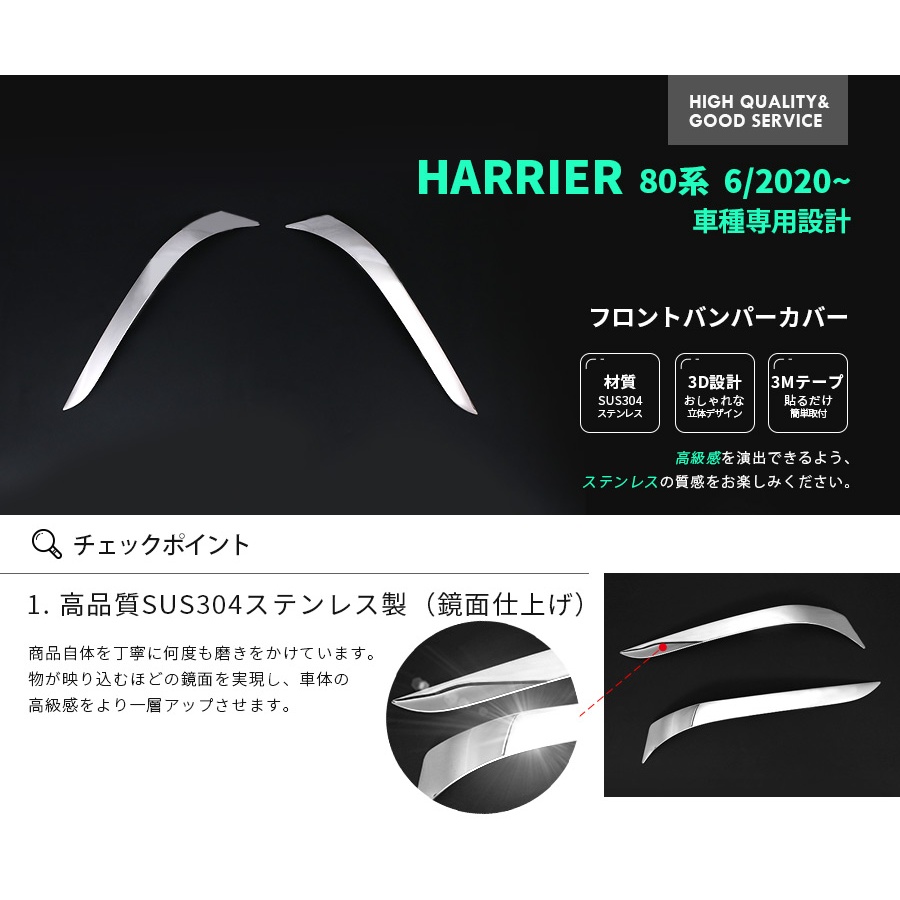 HIGH QUALITY&
GOOD SERVICE
HARRIER 80系 6/2020~
車種専用設計
フロントバンパーカバー
材質
SUS304
ステンレス
3D設計
おしゃれな
立体デザイン
3Mテープ
貼るだけ
簡単取付
高級感を演出できるよう、
ステンレスの質感をお楽しみください。
チェックポイント
1. 高品質SUS304ステンレス製（鏡面仕上げ）
商品自体を丁寧に何度も磨きをかけています。
物が映り込むほどの鏡面を実現し、車体の
高級感をより一層アップさせます。